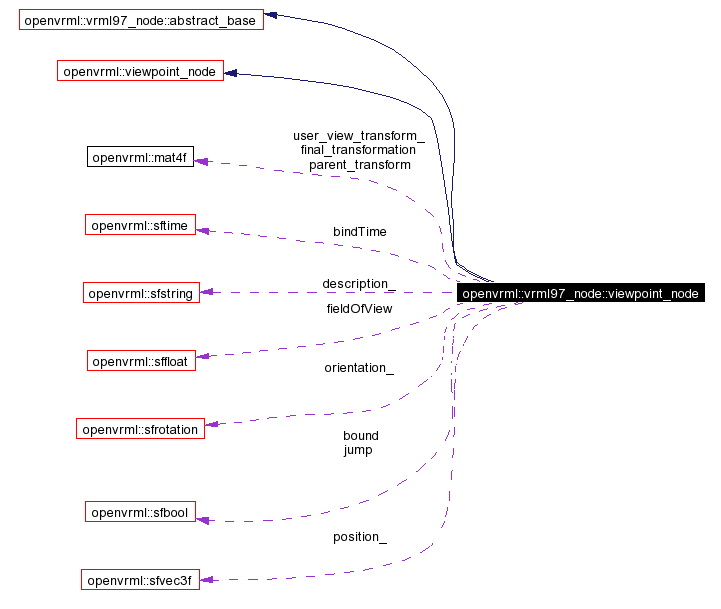 openvrml::vrml97_node::abstract_base
openvrml::viewpoint_node
user_view_transform_
final_transformation
parent_transform
openvrml::mat4f
openvrml::sftime
bindTime
description_
openvrml::sfstring
openvrml::vrml97_node::viewpoint_node
fieldOfView
openvrml::sffloat
orientation_
openvrml::sfrotation
bound
jump
openvrml::sfbool
position_
openvrml::sfvec3f